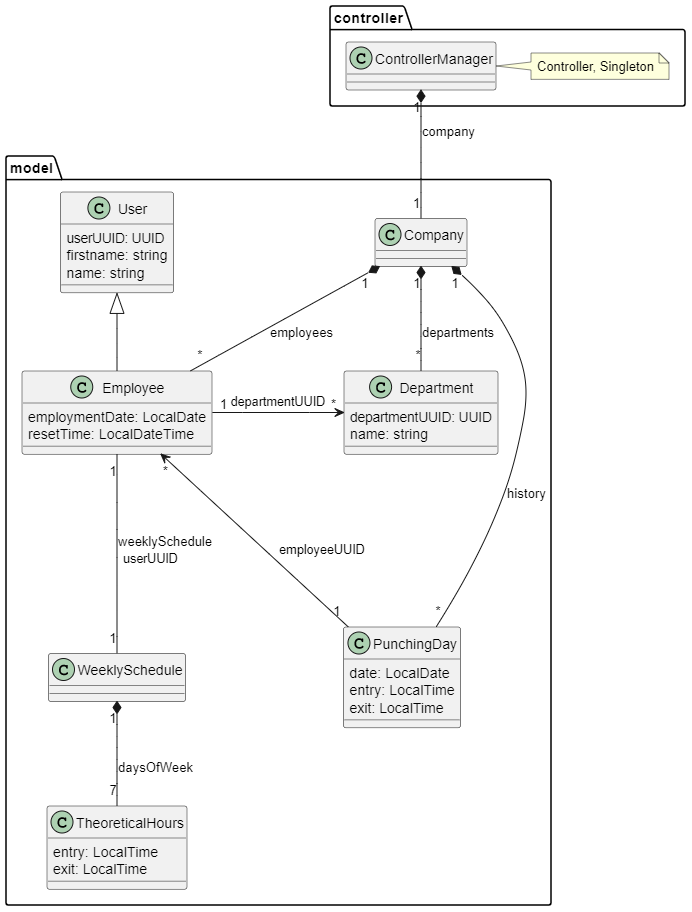 controller
C ControllerManager
Controller, Singleton
1
company
1
model
C User
userUUID: UUID
firstname: string
name: string
C Company
1
1
1
employees
departments
*
*
C Employee
employmentDate: LocalDate
resetTime: LocalDateTime
1
departmentUUID
*
C Department
departmentUUID: UUID
name: string
1
*
history
weeklySchedule
userUUID
employeeUUID
1
1
*
C WeeklySchedule
C PunchingDay
date: LocalDate
entry: LocalTime
exit: LocalTime
1
daysOfWeek
7
C TheoreticalHours
entry: LocalTime
exit: LocalTime